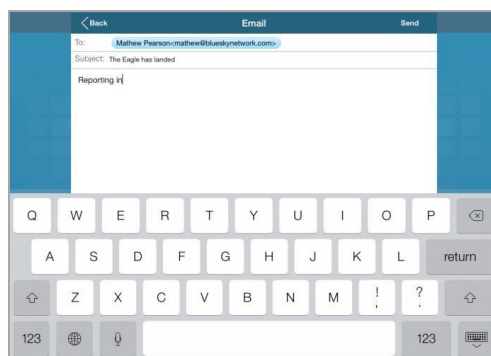 Back Email Send
To: Mathew Pearson<mathew@blueskynetwork.com>
Subject: The Eagle has landed
Reporting in
Q W E R T Y U I O P
A S D F G H J K L return
Z X C V B N M ! , ? .
123 123